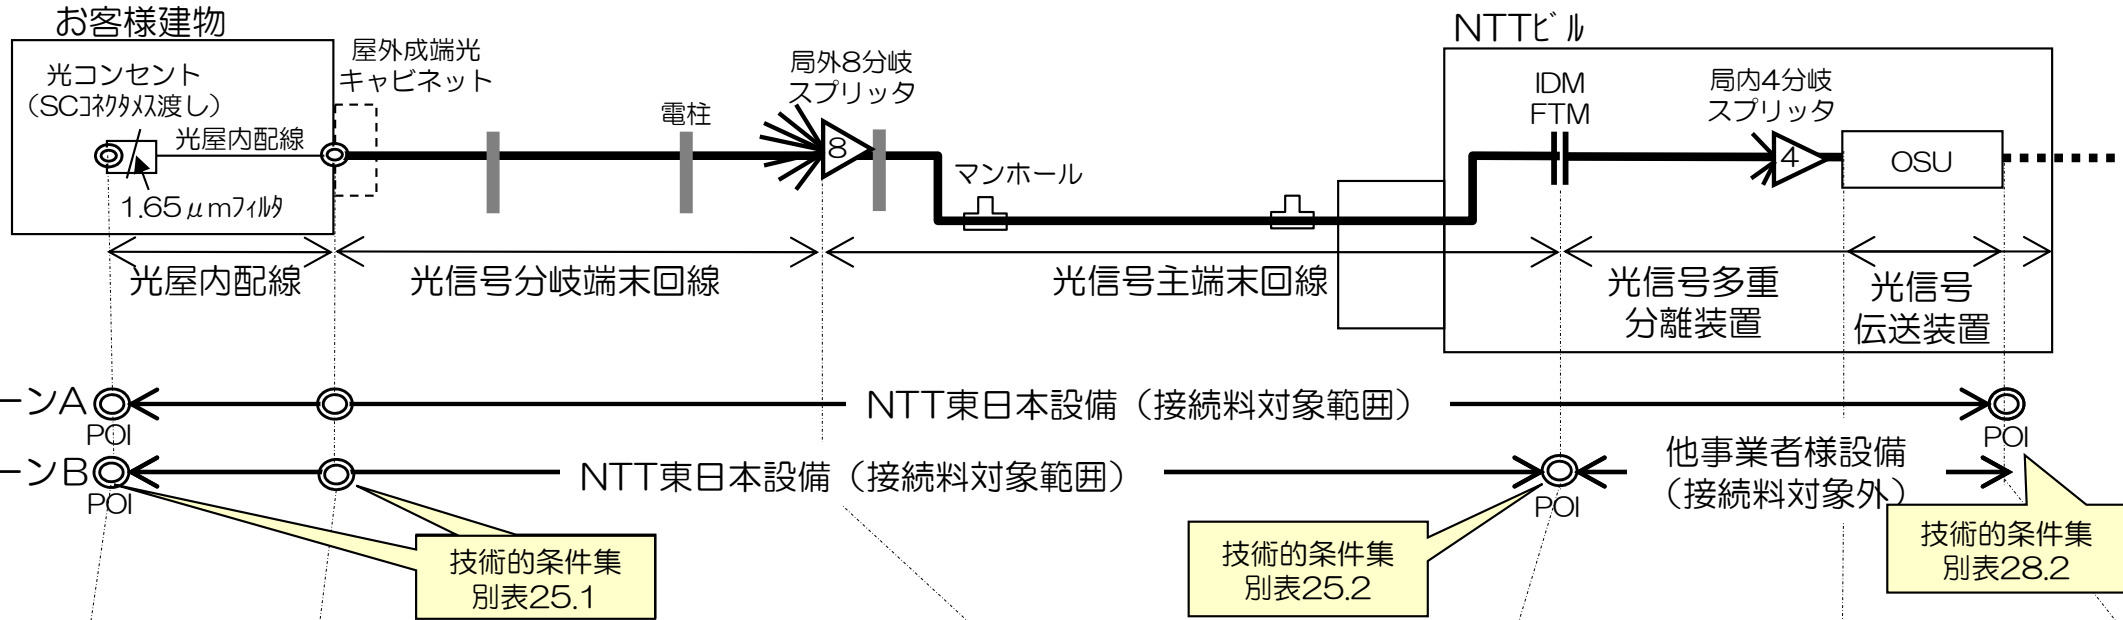 お客様建物
光コンセント
（SCｺﾈｸﾀﾒｽ渡し）
光屋内配線
1.65μmﾌｨﾙﾀ
屋外成端光
キャビネット
電柱
局外8分岐
スプリッタ
8
マンホール
NTTﾋﾞﾙ
IDM
FTM
局内4分岐
スプリッタ
4
OSU
光屋内配線
光信号分岐端末回線
光信号主端末回線
光信号多重
分離装置
光信号
伝送装置
ーンA
POI
NTT東日本設備（接続料対象範囲）
POI
ーンB
POI
NTT東日本設備（接続料対象範囲）
POI
他事業者様設備
（接続料対象外）
技術的条件集
別表25.1
技術的条件集
別表25.2
技術的条件集
別表28.2